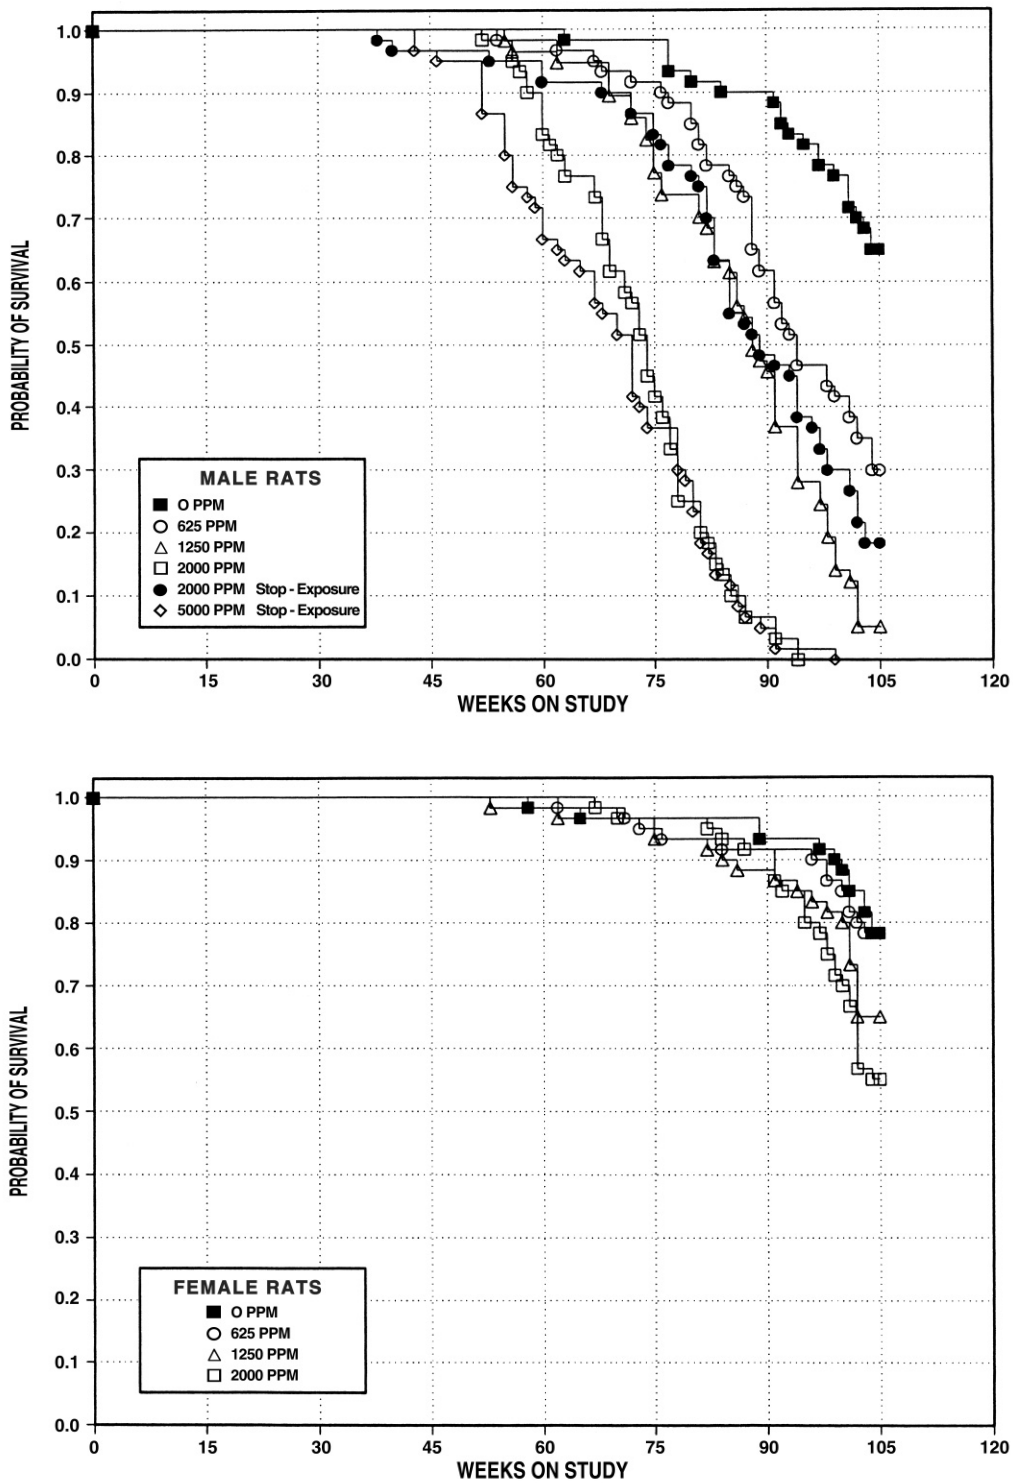 1.0
0.9
0.8
0.7
0.6
0.5
0.4
0.3
0.2
0.1
0.0
PROBABILITY OF SURVIVAL
MALE RATS
O PPM
625 PPM
1250 PPM
2000 PPM
2000 PPM Stop - Exposure
5000 PPM Stop - Exposure
0 15 30 45 60 75 90 105 120
WEEKS ON STUDY
1.0
0.9
0.8
0.7
0.6
0.5
0.4
0.3
0.2
0.1
0.0
PROBABILITY OF SURVIVAL
FEMALE RATS
O PPM
625 PPM
1250 PPM
2000 PPM
0 15 30 45 60 75 90 105 120
WEEKS ON STUDY